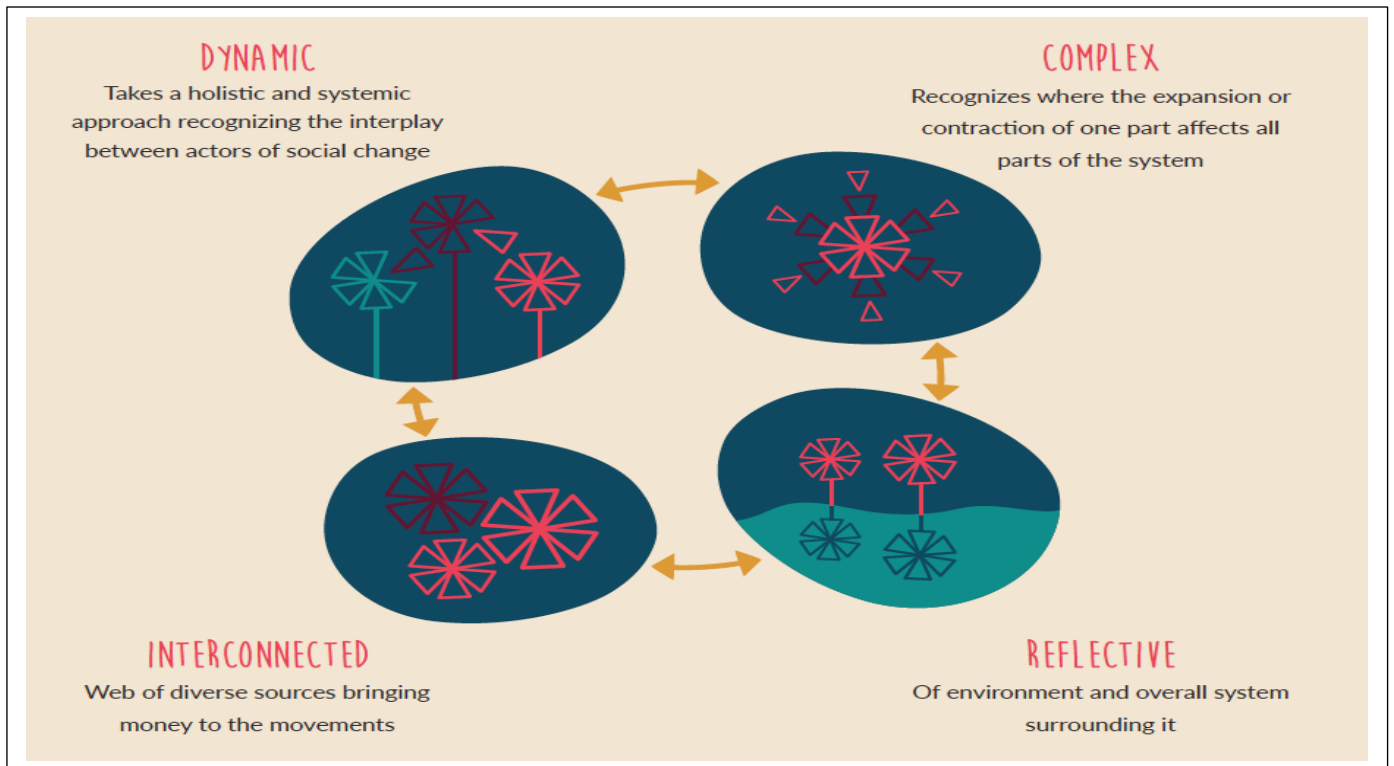 DYNAMIC
Takes a holistic and systemic
approach recognizing the interplay
between actors of social change
COMPLEX
Recognizes where the expansion or
contraction of one part affects all
parts of the system
INTERCONNECTED
Web of diverse sources bringing
money to the movements
REFLECTIVE
Of environment and overall system
surrounding it